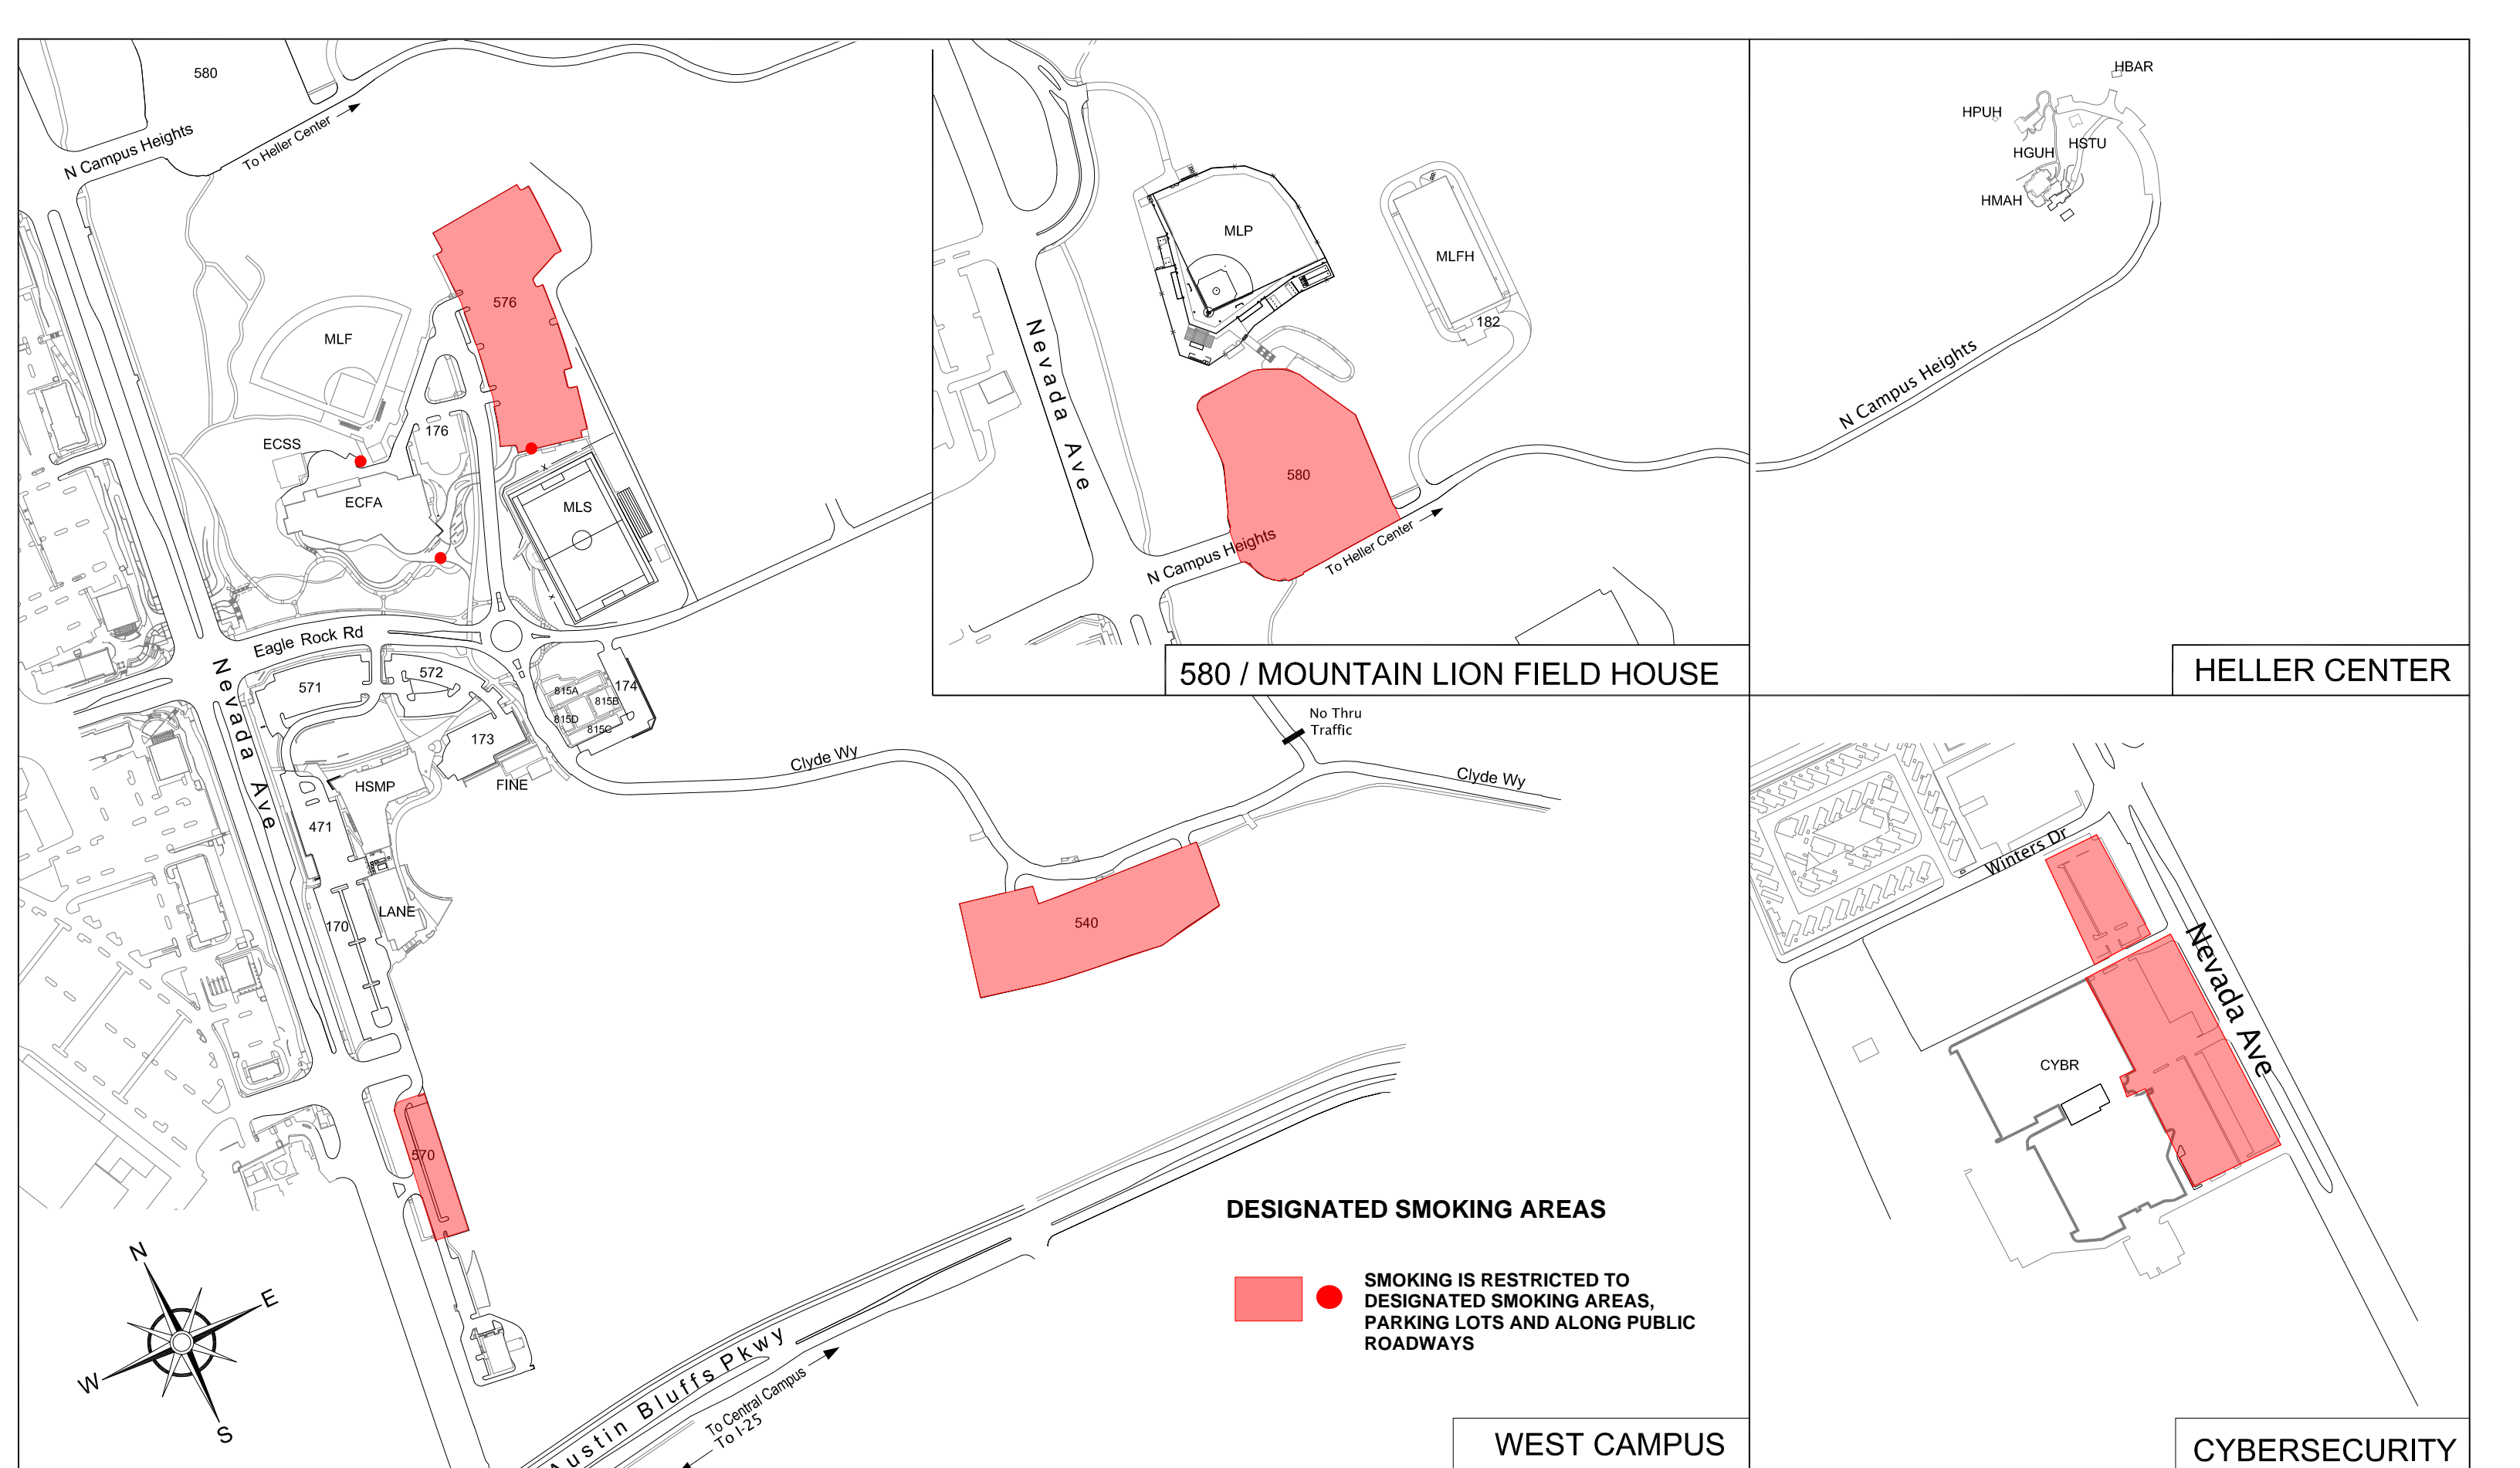 580
N Campus Heights
To Heller Center
576
MLF
176
ECSS
ECFA
MLS
Eagle Rock Rd
Nevada Ave
571
572
815A
815B
815D
815C
174
173
FINE
HSMP
471
LANE
170
Clyde Wy
No Thru
Traffic
Clyde Wy
540
570
N
E
W
S
Austin Bluffs Pkwy
To Central Campus
To I-25
DESIGNATED SMOKING AREAS
SMOKING IS RESTRICTED TO
DESIGNATED SMOKING AREAS,
PARKING LOTS AND ALONG PUBLIC
ROADWAYS
WEST CAMPUS
MLP
MLFH
182
Nevada Ave
580
N Campus Heights
To Heller Center
580 / MOUNTAIN LION FIELD HOUSE
HBAR
HPUH
HSTU
HGUH
HMAH
N Campus Heights
HELLER CENTER
Winters Dr
Nevada Ave
CYBR
CYBERSECURITY